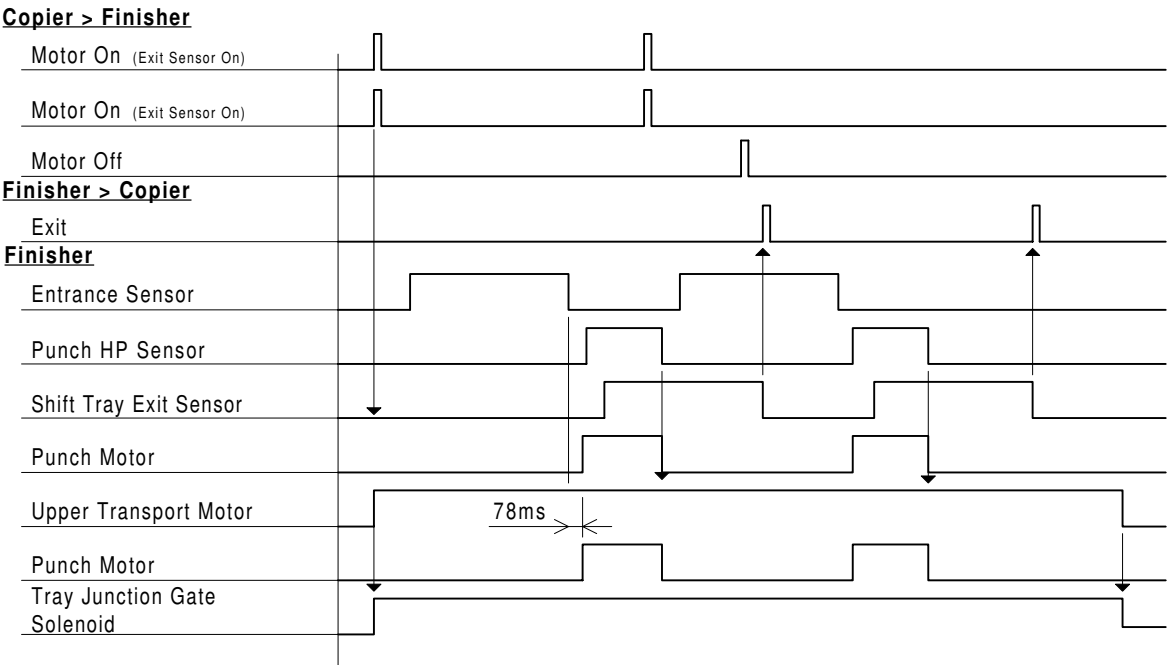 Copier > Finisher
Motor On (Exit Sensor On)
Motor On (Exit Sensor On)
Motor Off
Finisher > Copier
Exit
Finisher
Entrance Sensor
Punch HP Sensor
Shift Tray Exit Sensor
Punch Motor
Upper Transport Motor
78ms
Punch Motor
Tray Junction Gate
Solenoid